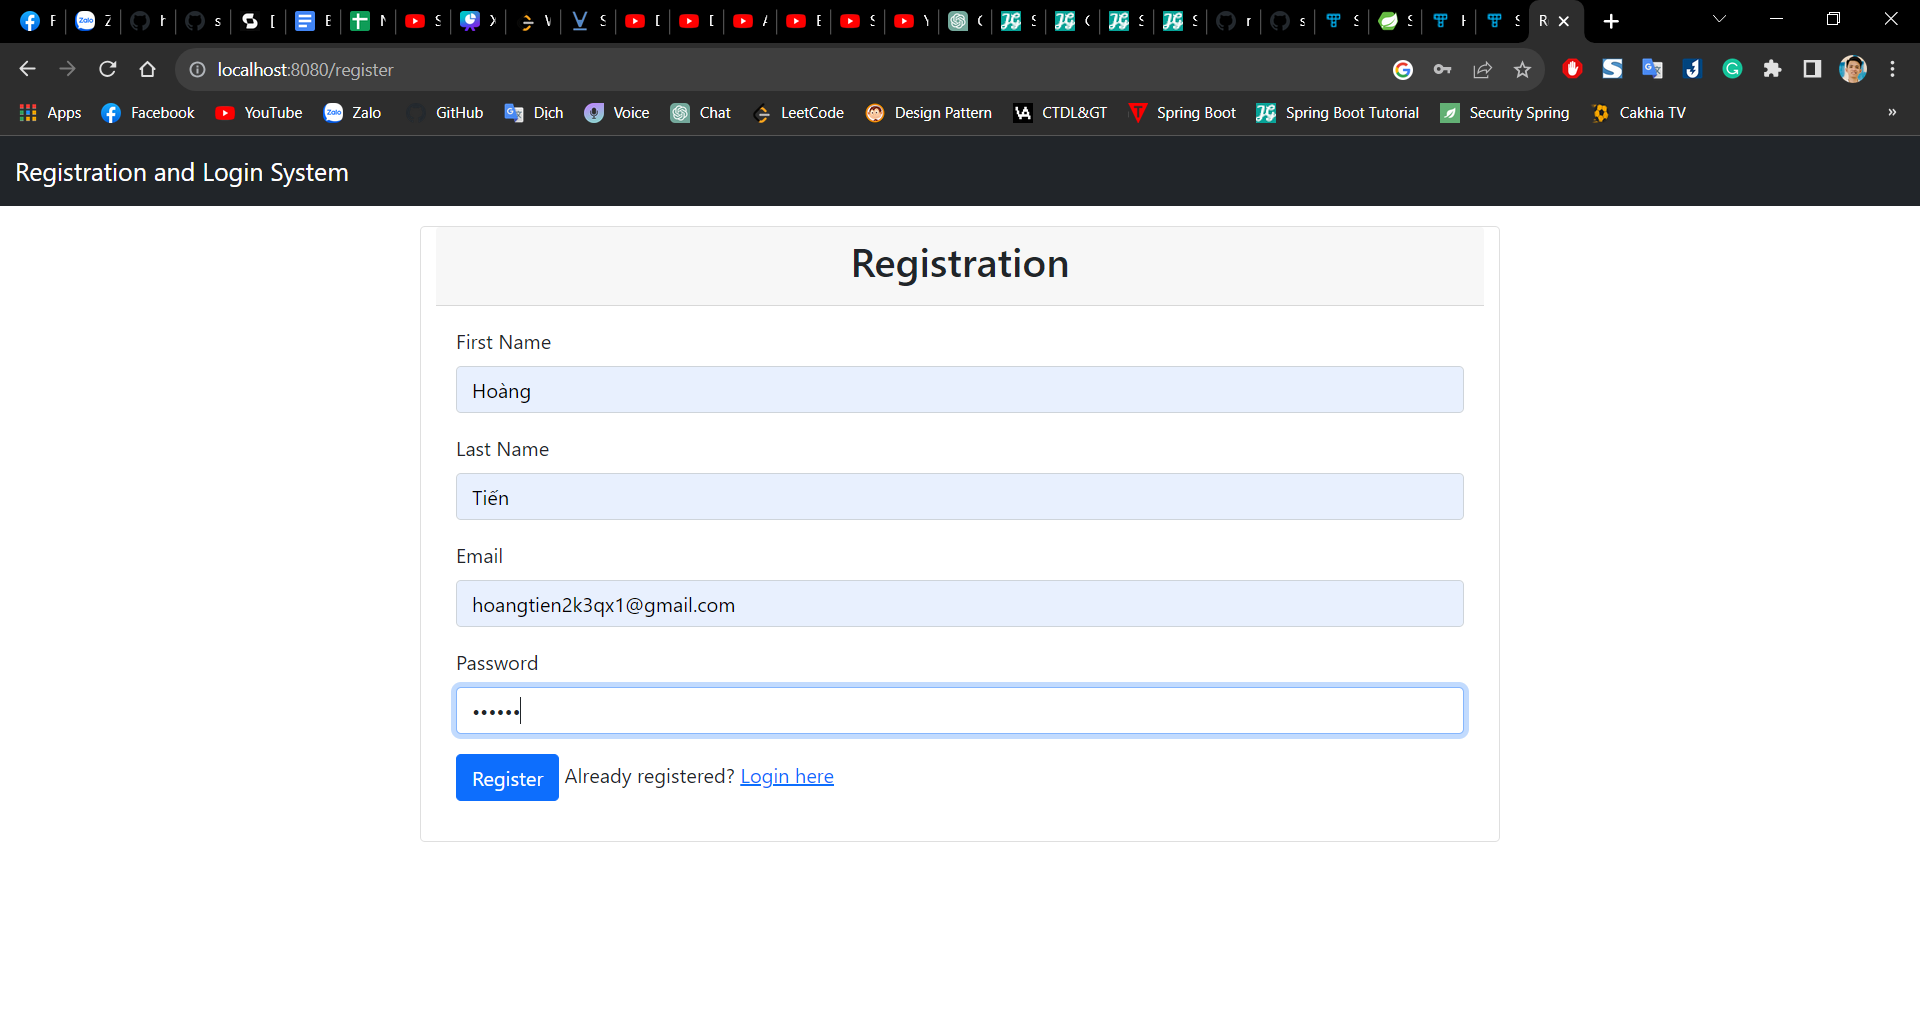 localhost:8080/register
Apps Facebook YouTube Zalo GitHub Dịch Voice Chat LeetCode Design Pattern CTDL&GT Spring Boot Spring Boot Tutorial Security Spring Cakhia TV »
Registration and Login System
Registration
First Name
Hoàng
Last Name
Tiến
Email
hoangtien2k3qx1@gmail.com
Password
••••••
Register Already registered? Login here